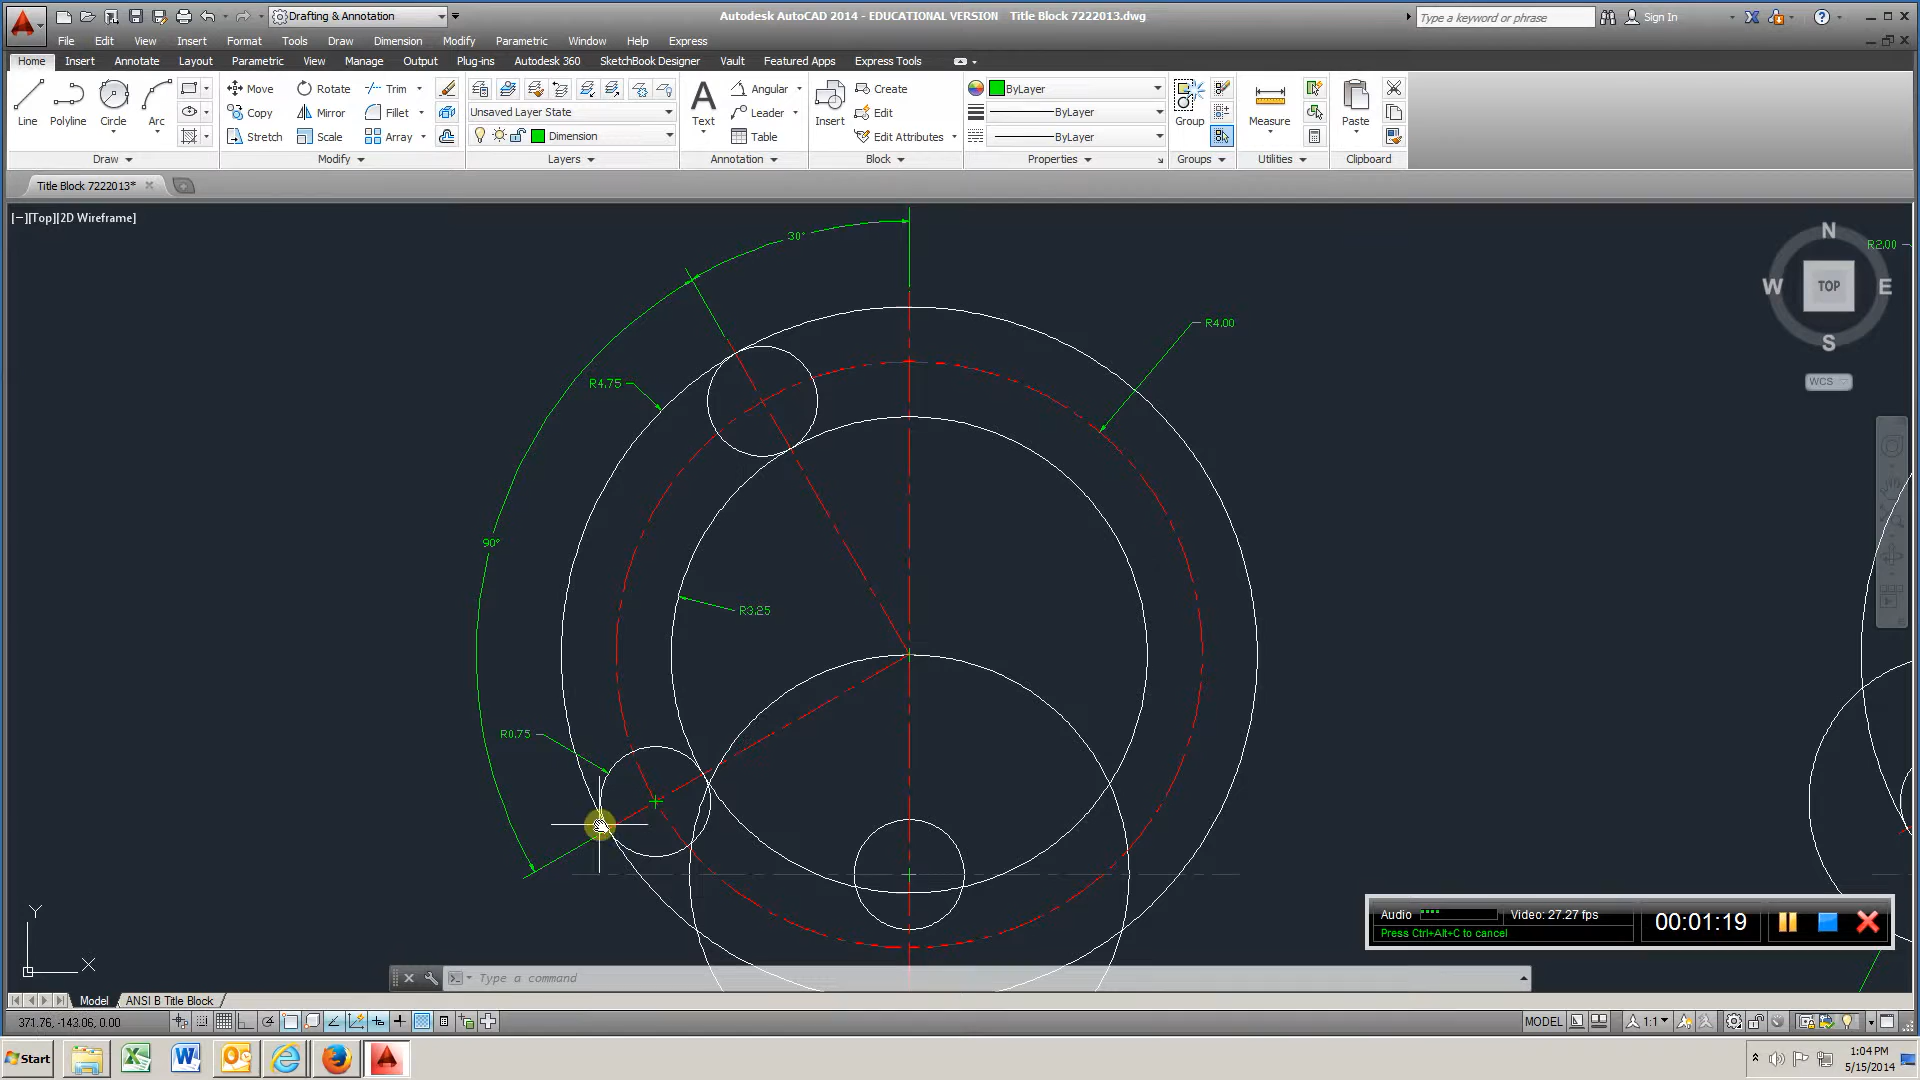 Drafting & Annotation
Autodesk AutoCAD 2014 - EDUCATIONAL VERSION Title Block 7222013.dwg
Type a keyword or phrase
Sign In
File Edit View Insert Format Tools Draw Dimension Modify Parametric Window Help Express
Home Insert Annotate Layout Parametric View Manage Output Plug-ins Autodesk 360 SketchBook Designer Vault Featured Apps Express Tools
Line Polyline Circle Arc
Move Rotate Trim
Copy Mirror Fillet
Stretch Scale Array
Unsaved Layer State
Dimension
Text
Angular
Leader
Table
Insert
Create
Edit
Edit Attributes
ByLayer
ByLayer
ByLayer
Group
Measure
Paste
Draw Modify Layers Annotation Block Properties Groups Utilities Clipboard
Title Block 7222013*
[−][Top][2D Wireframe]
30°
R4.00
R4.75
90°
R3.25
R0.75
R2.00
N
W TOP E
S
WCS
Audio Video: 27.27 fps
Press Ctrl+Alt+C to cancel
00:01:19
Y
X
Type a command
Model ANSI B Title Block
371.76, -143.06, 0.00
MODEL
1:1
Start
1:04 PM
5/15/2014